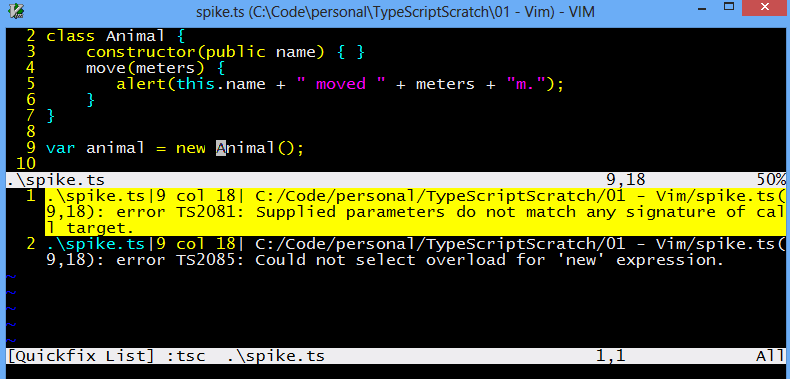 spike.ts (C:\Code\personal\TypeScriptScratch\01 - Vim) - VIM
2 class Animal {
3     constructor(public name) { }
4     move(meters) {
5        alert(this.name + " moved " + meters + "m.");
6     }
7 }
8
9 var animal = new Animal();
10
.\spike.ts 9,18 50%
1 .\spike.ts|9 col 18| C:/Code/personal/TypeScriptScratch/01 - Vim/spike.ts(
9,18): error TS2081: Supplied parameters do not match any signature of cal
l target.
2 .\spike.ts|9 col 18| C:/Code/personal/TypeScriptScratch/01 - Vim/spike.ts(
9,18): error TS2085: Could not select overload for 'new' expression.
~
~
~
~
[Quickfix List] :tsc  .\spike.ts 1,1 All